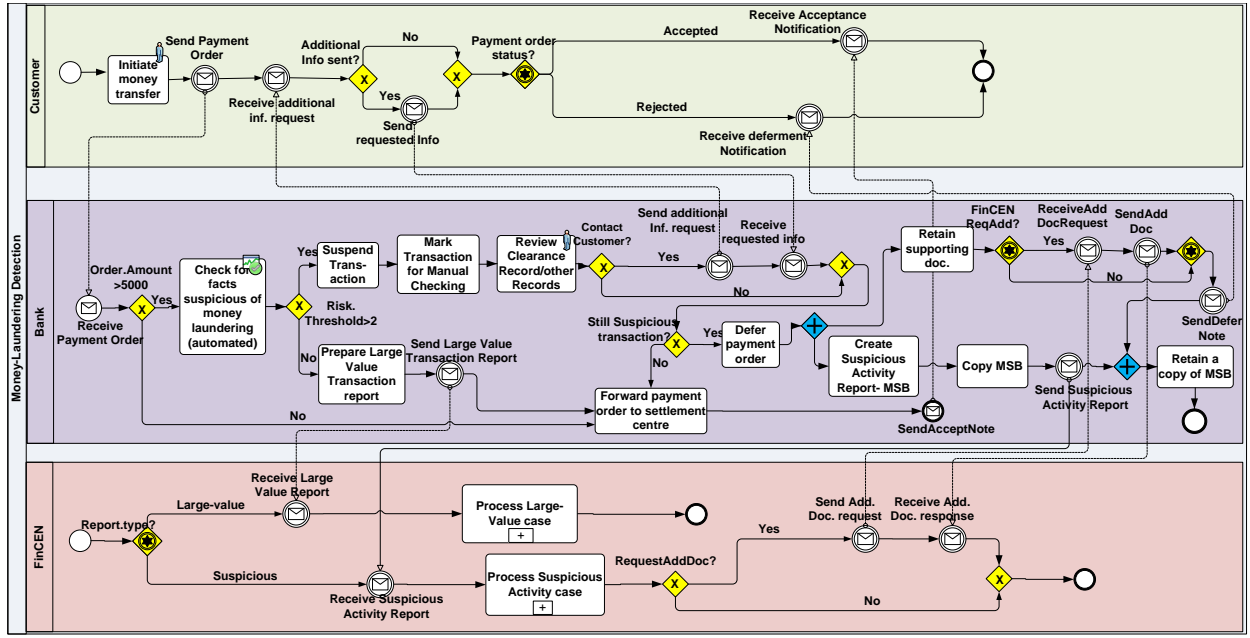 Money-Laundering Detection
Customer
Initiate
money
transfer
Send Payment
Order
Receive additional
inf. request
Additional
Info sent?
No
X
Yes
Send
requested Info
X
Payment order
status?
Accepted
Receive Acceptance
Notification
Rejected
Receive deferment
Notification
Bank
Receive
Payment Order
Order.Amount
>5000
X
Yes
No
Check for
facts
suspicious of
money
laundering
(automated)
X
Risk.
Threshold>2
Yes
Suspend
Trans-
action
Mark
Transaction
for Manual
Checking
Review
Clearance
Record/other
Records
Contact
Customer?
X
Yes
No
Send additional
Inf. request
Receive
requested info
X
No
Prepare Large
Value
Transaction
report
Send Large Value
Transaction Report
Still Suspicious
transaction?
X
Yes
No
Defer
payment
order
Forward payment
order to settlement
centre
SendAcceptNote
Retain
supporting
doc.
FinCEN
ReqAdd?
Yes
No
ReceiveAdd
DocRequest
SendAdd
Doc
SendDefer
Note
Create
Suspicious
Activity
Report- MSB
Copy MSB
Send Suspicious
Activity Report
Retain a
copy of MSB
FinCEN
Report.type?
Large-value
Receive Large
Value Report
Process Large-
Value case
+
Suspicious
Receive Suspicious
Activity Report
Process Suspicious
Activity case
+
RequestAddDoc?
X
Yes
No
Send Add.
Doc. request
Receive Add.
Doc. response
X